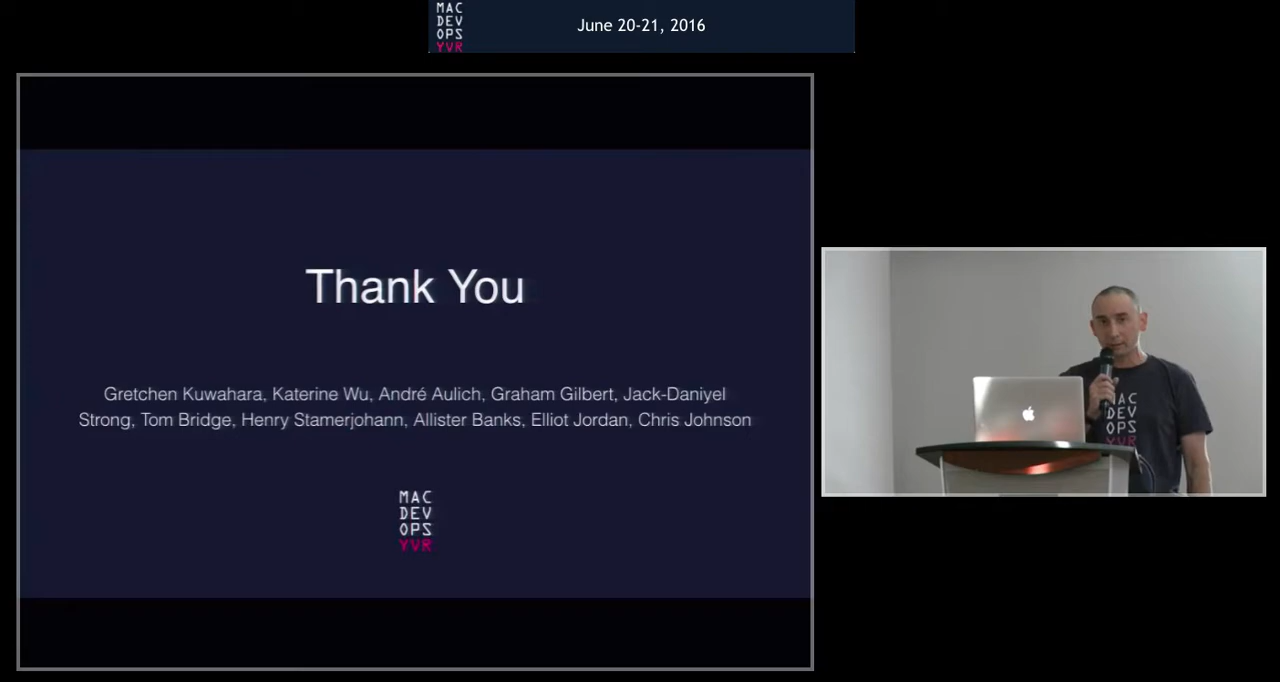 MAC
DEV
OPS
YVR
June 20-21, 2016
Thank You
Gretchen Kuwahara, Katerine Wu, André Aulich, Graham Gilbert, Jack-Daniyel
Strong, Tom Bridge, Henry Stamerjohann, Allister Banks, Elliot Jordan, Chris Johnson
MAC
DEV
OPS
YVR
AC
DEV
OPS
YVR